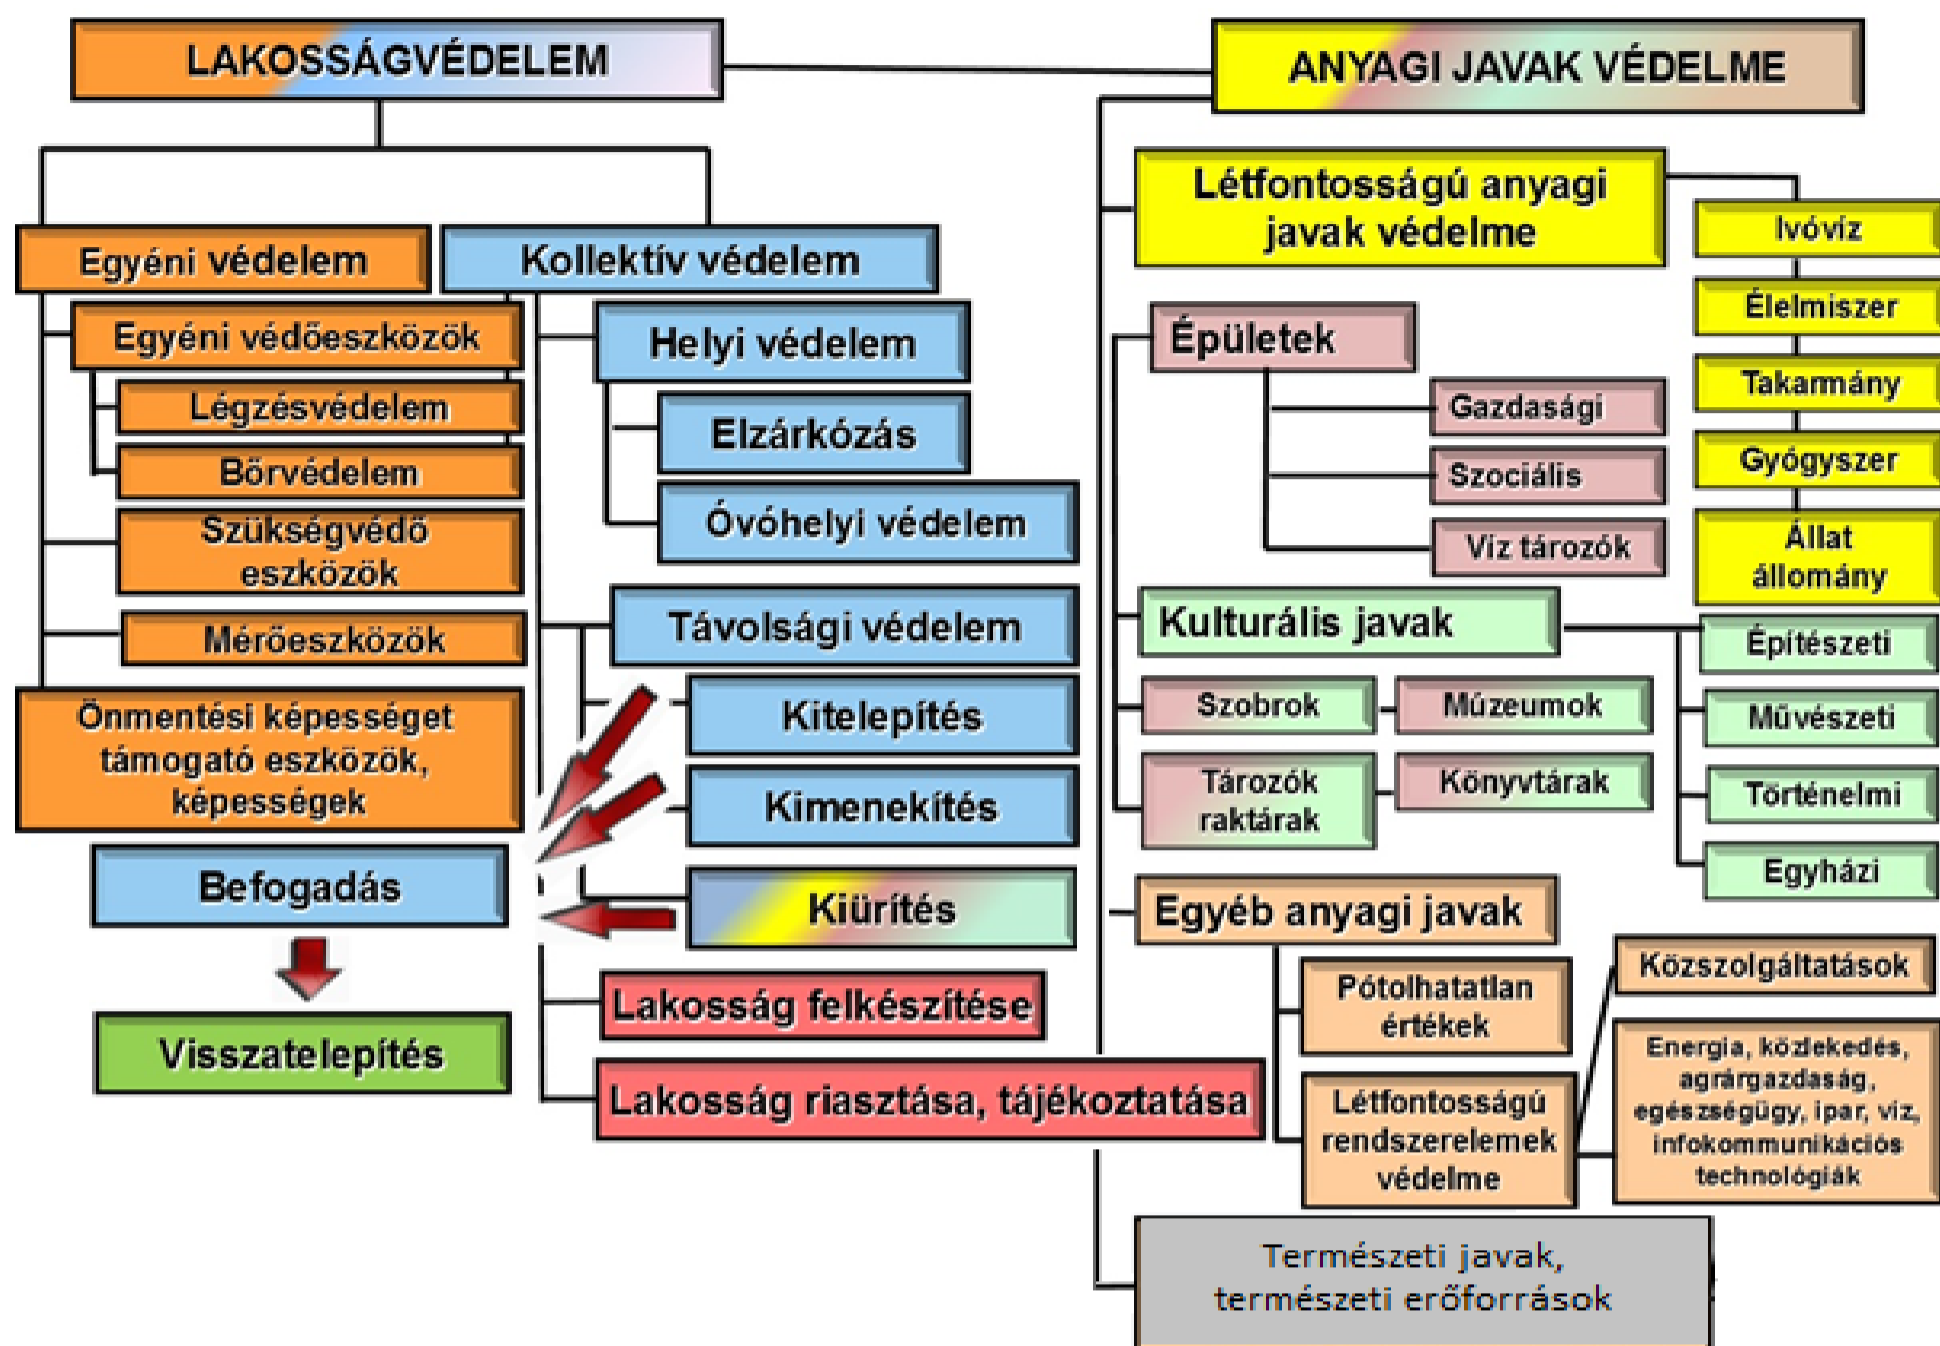 LAKOSSÁGVÉDELEM
Egyéni védelem
Egyéni védőeszközök
Légzésvédelem
Bőrvédelem
Szükségvédő
eszközök
Mérőeszközök
Önmentési képességet
támogató eszközök,
képességek
Kollektív védelem
Helyi védelem
Elzárkózás
Óvóhelyi védelem
Távolsági védelem
Kitelepítés
Kimenekítés
Kiürítés
Befogadás
Visszatelepítés
Lakosság felkészítése
Lakosság riasztása, tájékoztatása
ANYAGI JAVAK VÉDELME
Létfontosságú anyagi
javak védelme
Ivóvíz
Élelmiszer
Takarmány
Gyógyszer
Állat
állomány
Épületek
Gazdasági
Szociális
Víz tározók
Kulturális javak
Építészeti
Művészeti
Történelmi
Egyházi
Szobrok
Múzeumok
Tározók
raktárak
Könyvtárak
Egyéb anyagi javak
Pótolhatatlan
értékek
Létfontosságú
rendszerelemek
védelme
Közszolgáltatások
Energia, közlekedés,
agrárgazdaság,
egészségügy, ipar, víz,
infokommunikációs
technológiák
Természeti javak,
természeti erőforrások